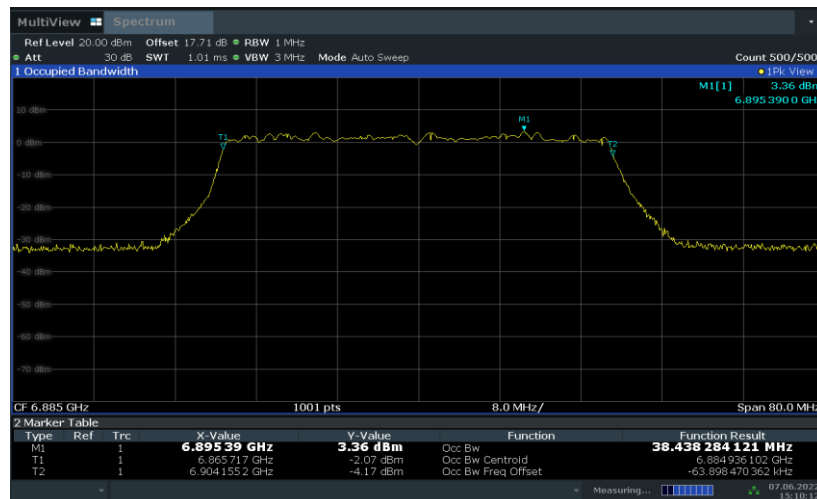 MultiView Spectrum
Ref Level 20.00 dBm Offset 17.71 dB RBW 1 MHz
Att 30 dB SWT 1.01 ms VBW 3 MHz Mode Auto Sweep Count 500/500
1 Occupied Bandwidth 1Pk View
M1[1] 3.36 dBm
6.895 390 0 GH
10 dBm
M1
T1
0 dBm
T2
-10 dBm
-20 dBm
-30 dBm
-40 dBm
-50 dBm
-60 dBm
-70 dBm
CF 6.885 GHz 1001 pts 8.0 MHz/ Span 80.0 MHz
2 Marker Table
Type Ref Trc X-Value Y-Value Function Function Result
M1 1 6.895 39 GHz 3.36 dBm Occ Bw 38.438 284 121 MHz
T1 1 6.865 717 GHz -2.07 dBm Occ Bw Centroid 6.884 936 102 GHz
T2 1 6.904 155 2 GHz -4.17 dBm Occ Bw Freq Offset -63.898 470 362 kHz
Measuring... 07.06.2022
15:10:12